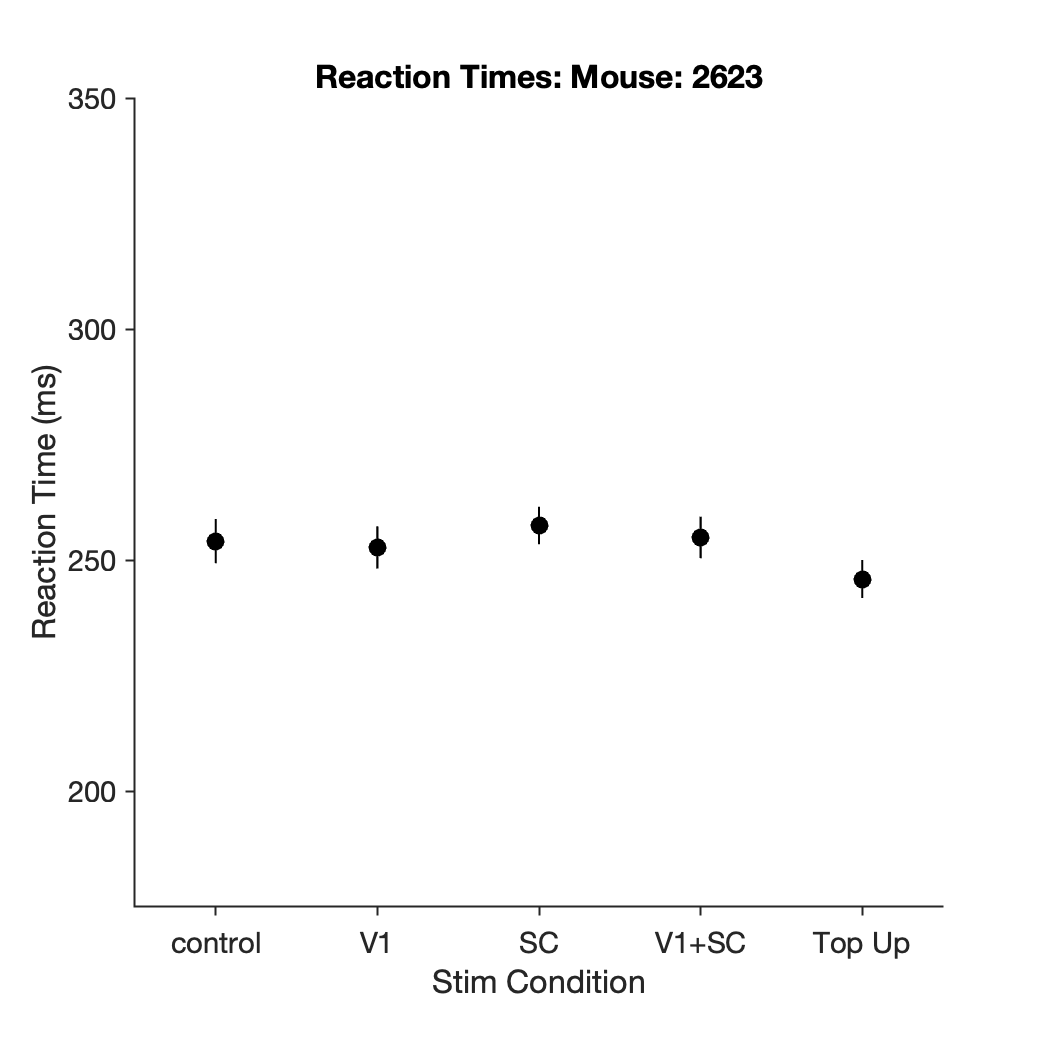 Reaction Times: Mouse: 2623
350
300
250
200
Reaction Time (ms)
control V1 SC V1+SC Top Up
Stim Condition